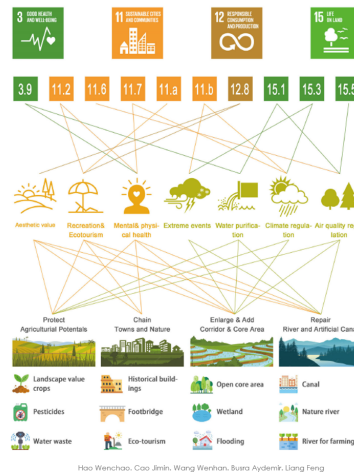 3 GOOD HEALTH
AND WELL-BEING
11 SUSTAINABLE CITIES
AND COMMUNITIES
12 RESPONSIBLE
CONSUMPTION
AND PRODUCTION
15 LIFE
ON LAND
3.9 11.2 11.6 11.7 11.a 11.b 12.8 15.1 15.3 15.5
Aesthetic value
Recreation&
Ecotourism
Mental& physi-
cal health
Extreme events
Water purifica-
tion
Climate regula-
tion
Air quality regu-
lation
Protect
Agricultural Potentals
Chain
Towns and Nature
Enlarge & Add
Corridor & Core Area
Repair
River and Artificial Cana
Landscape value
crops
Historical build-
ings
Open core area
Canal
Pesticides
Footbridge
Wetland
Nature river
Water waste
Eco-tourism
Flooding
River for farming
Hao Wenchao, Cao Jimin, Wang Wenhan, Busra Aydemir, Liang Feng